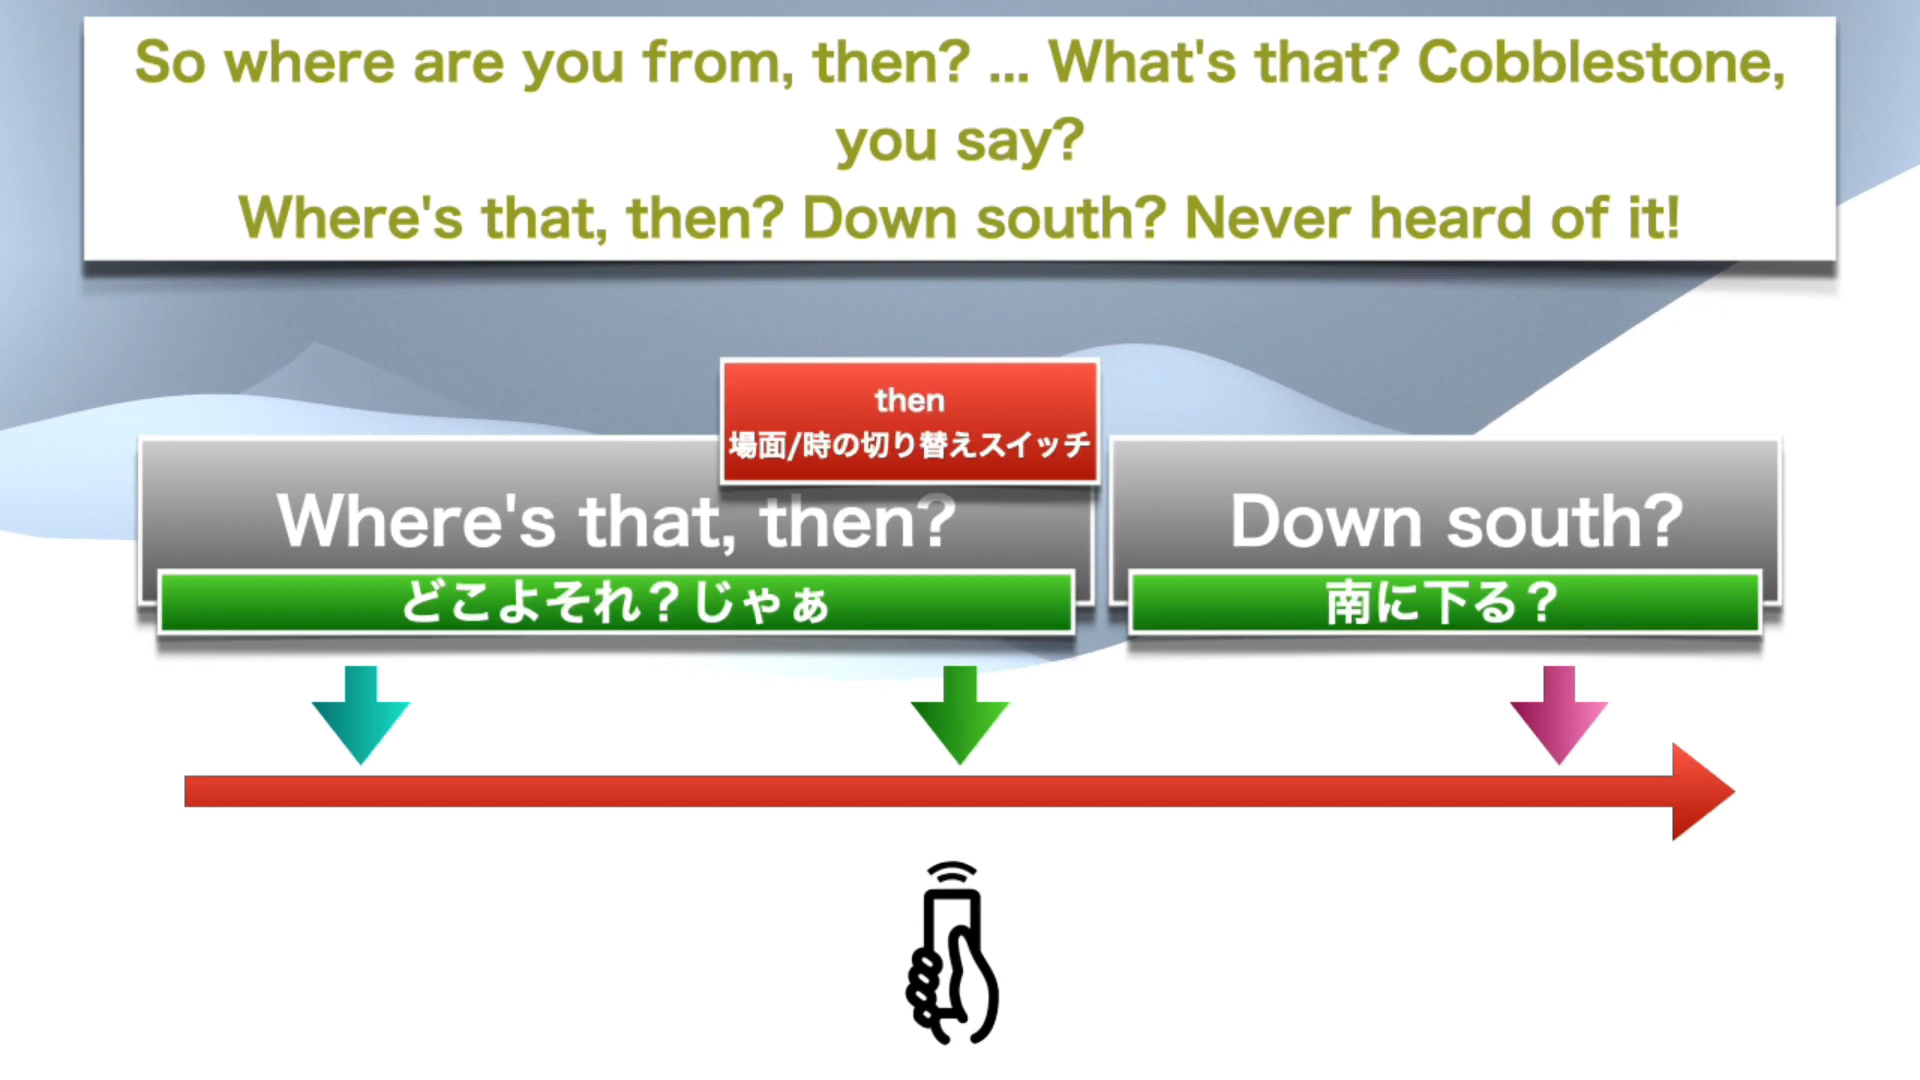 So where are you from, then? ... What's that? Cobblestone,
you say?
Where's that, then? Down south? Never heard of it!
then
場面/時の切り替えスイッチ
Where's that, then?
どこよそれ？じゃぁ
Down south?
南に下る？